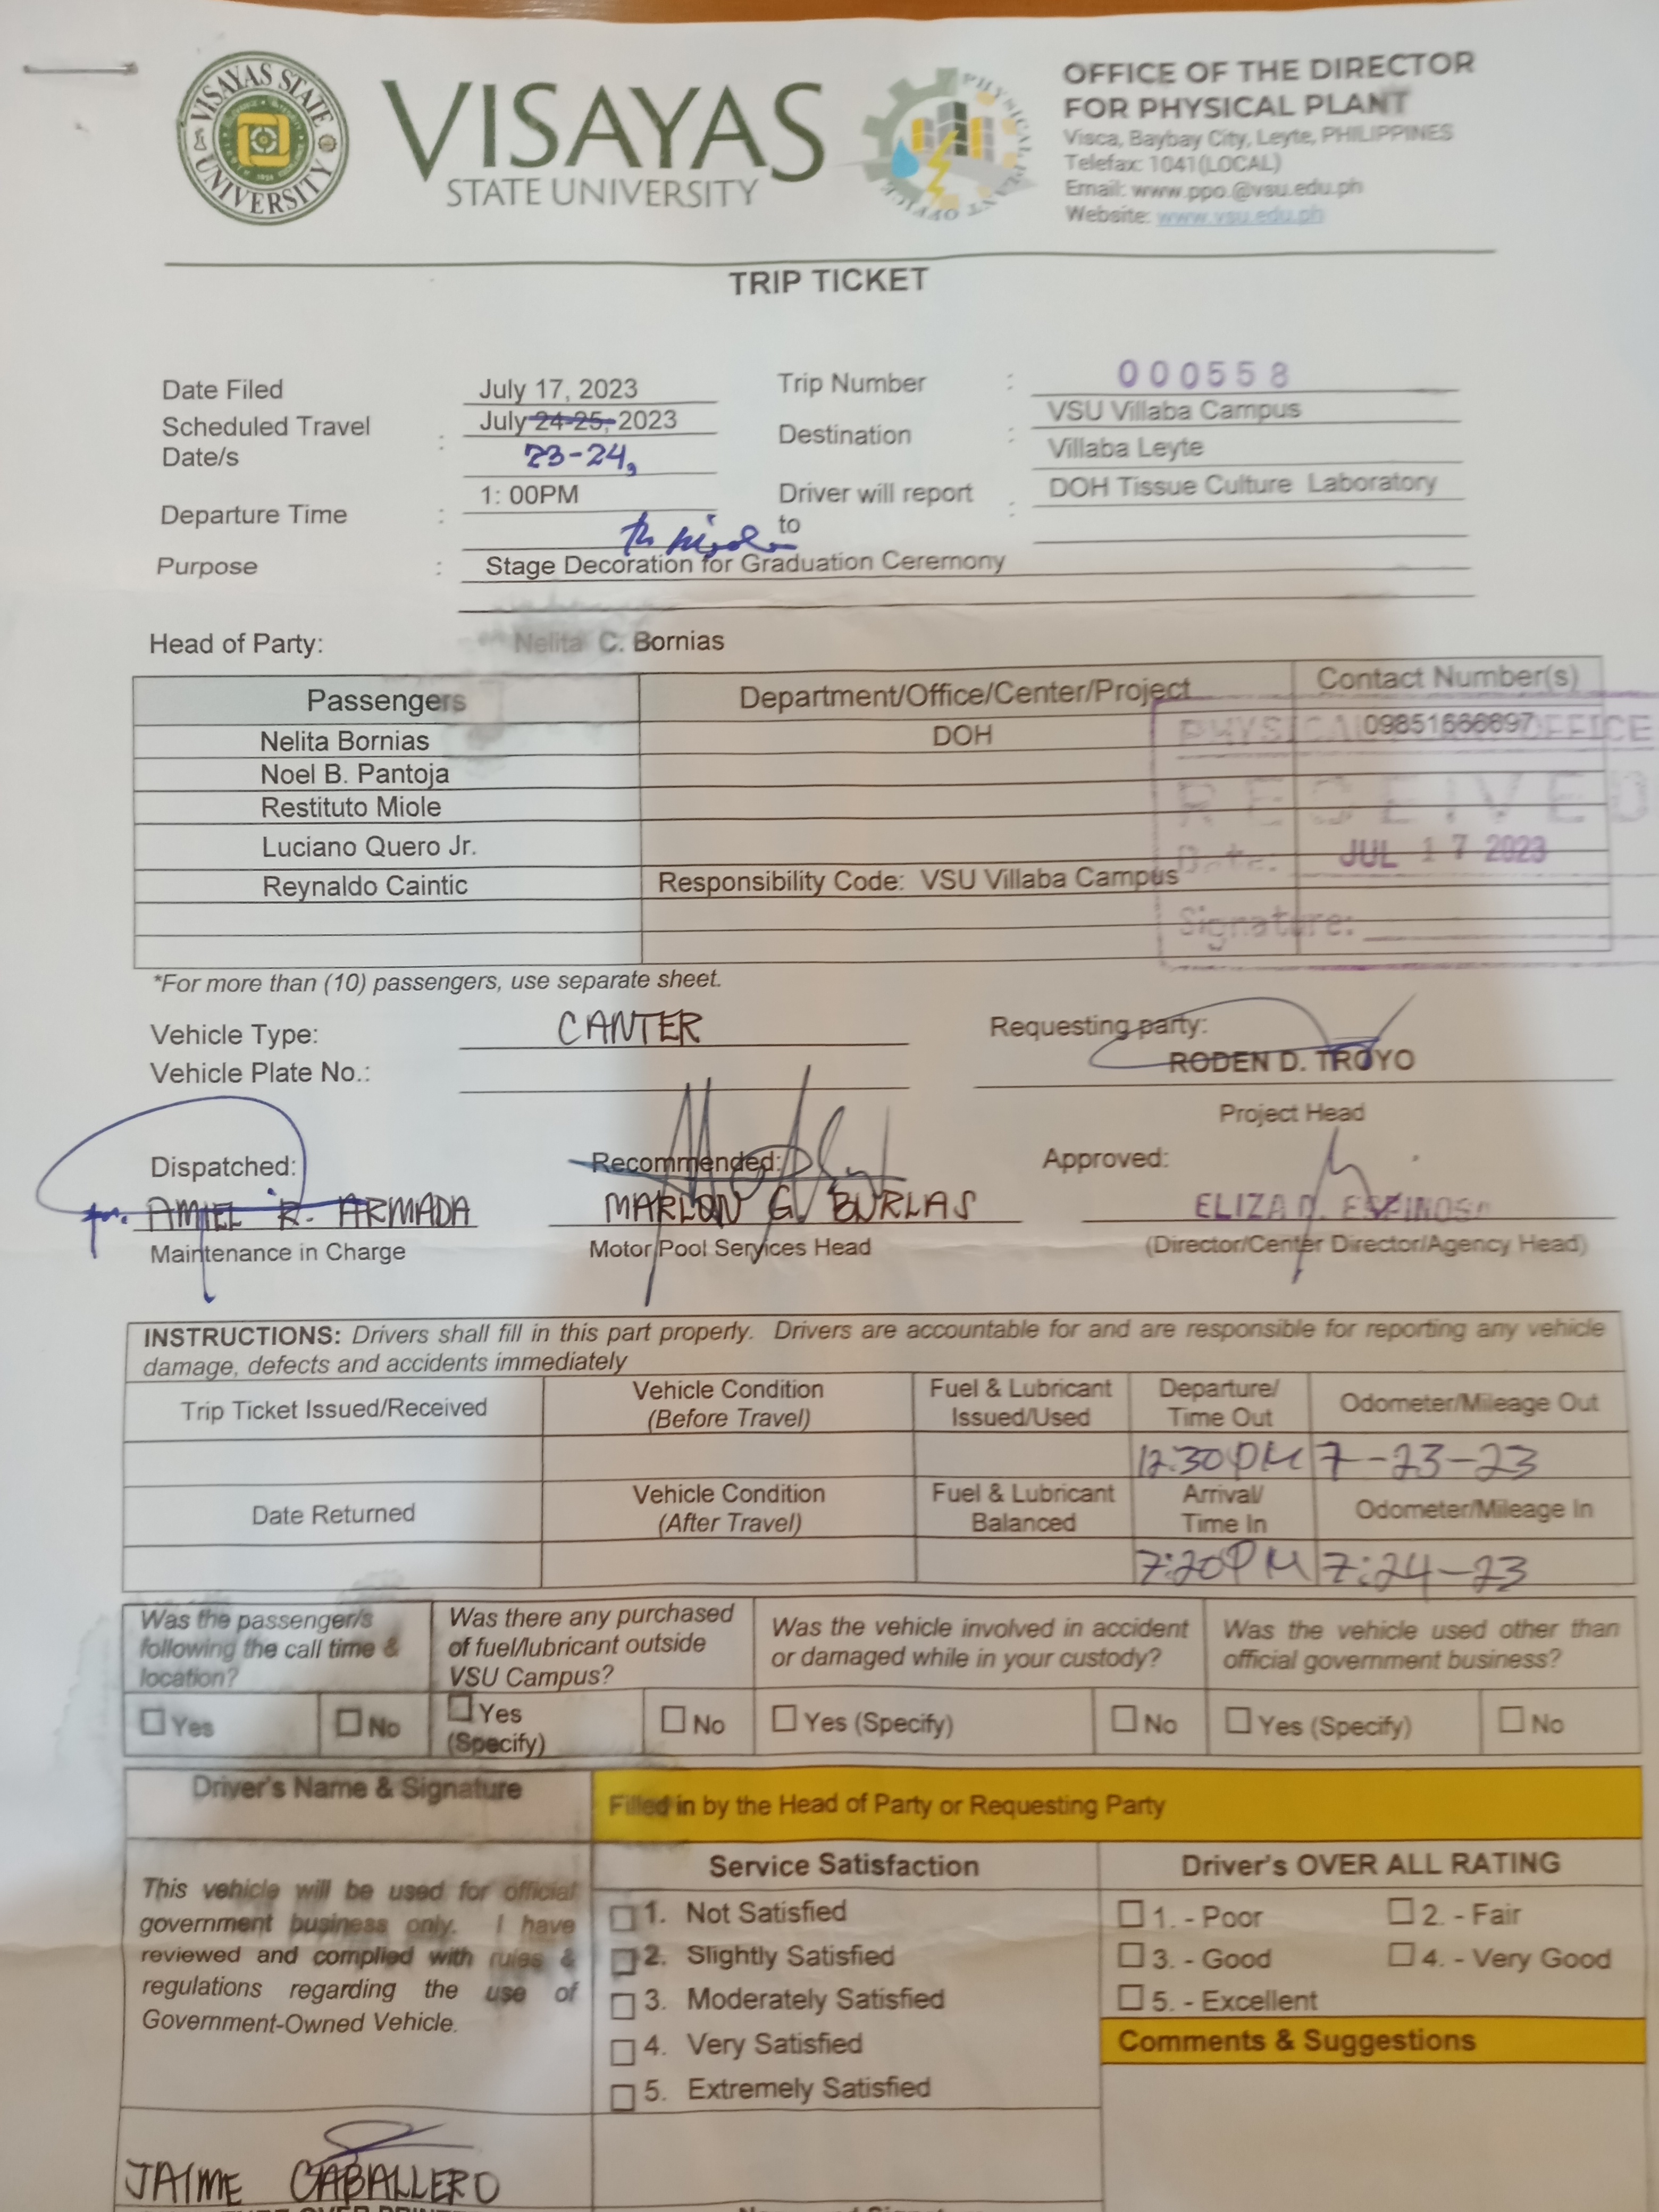 VISAYAS STATE UNIVERSITY
VISAYAS
STATE UNIVERSITY
PHYSICAL PLANT OFFICE
OFFICE OF THE DIRECTOR
FOR PHYSICAL PLANT
Visca, Baybay City, Leyte, PHILIPPINES
Telefax: 1041(LOCAL)
Email: www.ppo.@vsu.edu.ph
Website: www.vsu.edu.ph
TRIP TICKET
Date Filed July 17, 2023 Trip Number : 000558
Scheduled Travel Date/s : July 24-25, 2023 23-24, Destination : VSU Villaba Campus
Villaba Leyte
Departure Time : 1: 00PM Driver will report to : DOH Tissue Culture Laboratory
Purpose : Stage Decoration for Graduation Ceremony
Head of Party: Nelita C. Bornias
Passengers Department/Office/Center/Project Contact Number(s)
Nelita Bornias DOH 09851666697
Noel B. Pantoja
Restituto Miole
Luciano Quero Jr.
Reynaldo Caintic Responsibility Code: VSU Villaba Campus
PHYSICAL OFFICE
RECEIVED
Date: JUL 17 2023
Signature:
*For more than (10) passengers, use separate sheet.
Vehicle Type: CANTER Requesting party:
RODEN D. TROYO
Vehicle Plate No.:
Project Head
Dispatched: Recommended: Approved:
AMIEL R. ARMADA MARLON G. BURLAS ELIZA D. ESPINOSA
Maintenance in Charge Motor Pool Services Head (Director/Center Director/Agency Head)
INSTRUCTIONS: Drivers shall fill in this part properly. Drivers are accountable for and are responsible for reporting any vehicle
damage, defects and accidents immediately
Trip Ticket Issued/Received Vehicle Condition (Before Travel) Fuel & Lubricant Issued/Used Departure/ Time Out Odometer/Mileage Out
12:30PM 7-23-23
Date Returned Vehicle Condition (After Travel) Fuel & Lubricant Balanced Arrival/ Time In Odometer/Mileage In
7:20PM 7:24-23
Was the passenger/s following the call time & location? Was there any purchased of fuel/lubricant outside VSU Campus? Was the vehicle involved in accident or damaged while in your custody? Was the vehicle used other than official government business?
Yes No Yes (Specify) No Yes (Specify) No Yes (Specify) No
Driver's Name & Signature Filled in by the Head of Party or Requesting Party
Service Satisfaction Driver's OVER ALL RATING
This vehicle will be used for official
government business only. I have
reviewed and complied with rules &
regulations regarding the use of
Government-Owned Vehicle.
1. Not Satisfied
2. Slightly Satisfied
3. Moderately Satisfied
4. Very Satisfied
5. Extremely Satisfied
1. - Poor 2. - Fair
3. - Good 4. - Very Good
5. - Excellent
Comments & Suggestions
JAIME CABALLERO